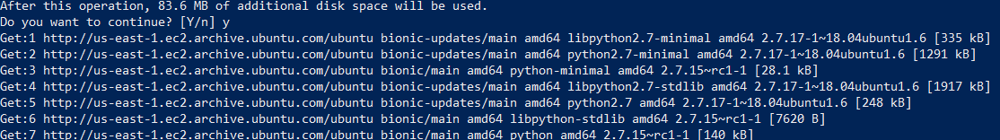 After this operation, 83.6 MB of additional disk space will be used.
Do you want to continue? [Y/n] y
Get:1 http://us-east-1.ec2.archive.ubuntu.com/ubuntu bionic-updates/main amd64 libpython2.7-minimal amd64 2.7.17-1~18.04ubuntu1.6 [335 kB]
Get:2 http://us-east-1.ec2.archive.ubuntu.com/ubuntu bionic-updates/main amd64 python2.7-minimal amd64 2.7.17-1~18.04ubuntu1.6 [1291 kB]
Get:3 http://us-east-1.ec2.archive.ubuntu.com/ubuntu bionic/main amd64 python-minimal amd64 2.7.15~rc1-1 [28.1 kB]
Get:4 http://us-east-1.ec2.archive.ubuntu.com/ubuntu bionic-updates/main amd64 libpython2.7-stdlib amd64 2.7.17-1~18.04ubuntu1.6 [1917 kB]
Get:5 http://us-east-1.ec2.archive.ubuntu.com/ubuntu bionic-updates/main amd64 python2.7 amd64 2.7.17-1~18.04ubuntu1.6 [248 kB]
Get:6 http://us-east-1.ec2.archive.ubuntu.com/ubuntu bionic/main amd64 libpython-stdlib amd64 2.7.15~rc1-1 [7620 B]
Get:7 http://us-east-1.ec2.archive.ubuntu.com/ubuntu bionic/main amd64 python amd64 2.7.15~rc1-1 [140 kB]